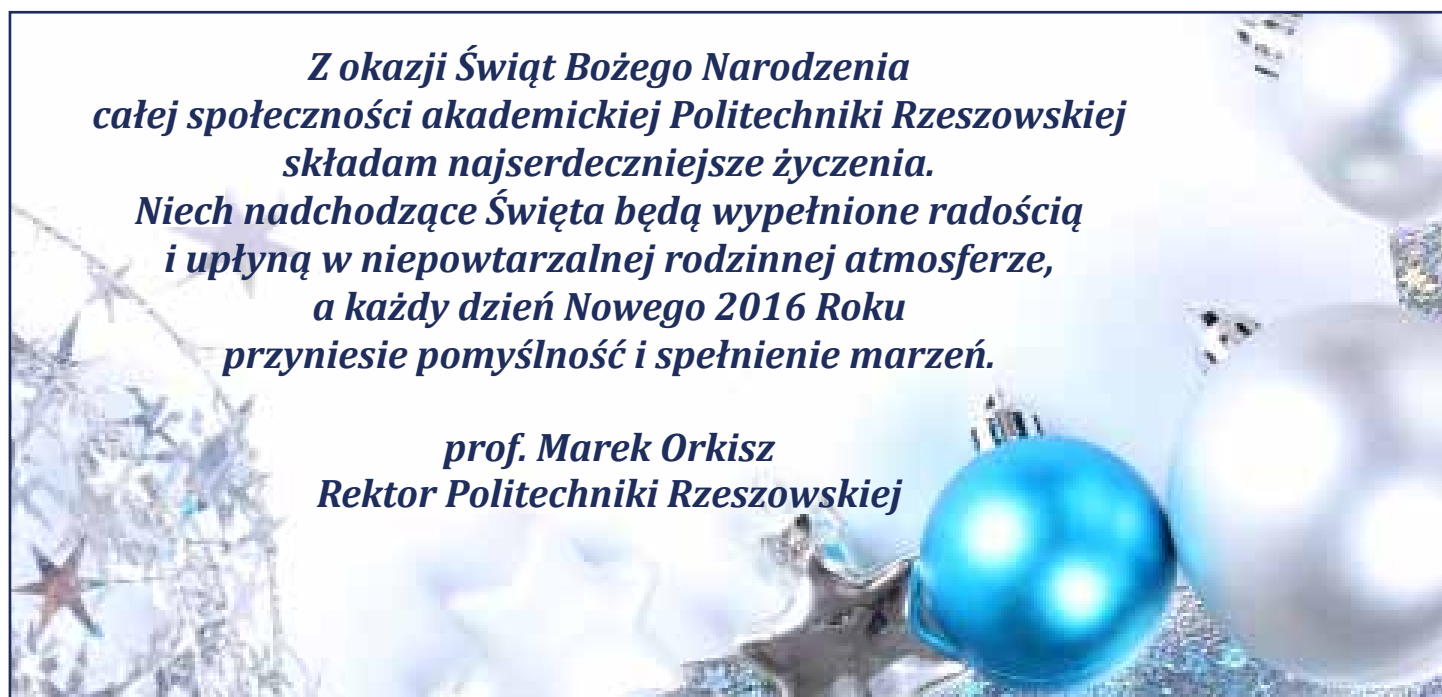 Z okazji Świąt Bożego Narodzenia
całej społeczności akademickiej Politechniki Rzeszowskiej
składam najserdeczniejsze życzenia.
Niech nadchodzące Święta będą wypełnione radością
i upłyną w niepowtarzalnej rodzinnej atmosferze,
a każdy dzień Nowego 2016 Roku
przyniesie pomyślność i spełnienie marzeń.
prof. Marek Orkisz
Rektor Politechniki Rzeszowskiej